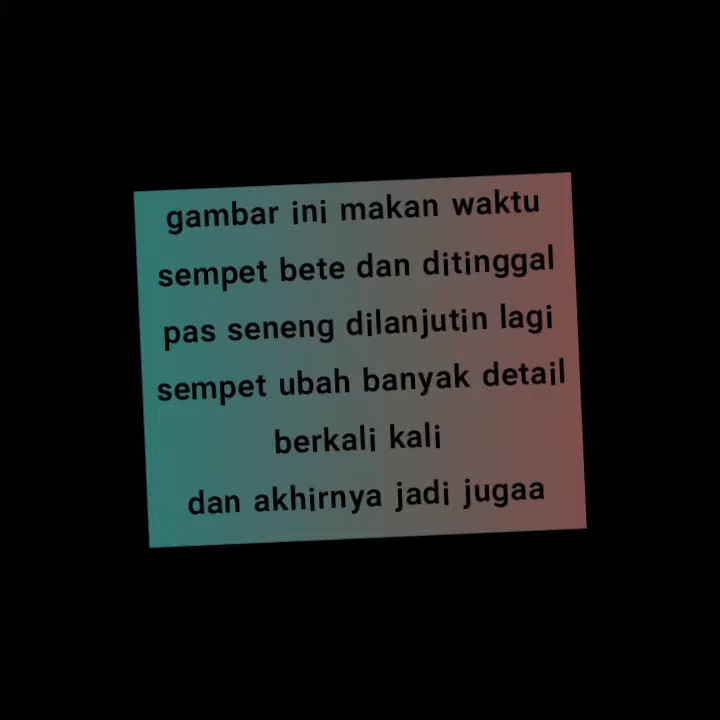 gambar ini makan waktu
sempet bete dan ditinggal
pas seneng dilanjutin lagi
sempet ubah banyak detail
berkali kali
dan akhirnya jadi jugaa